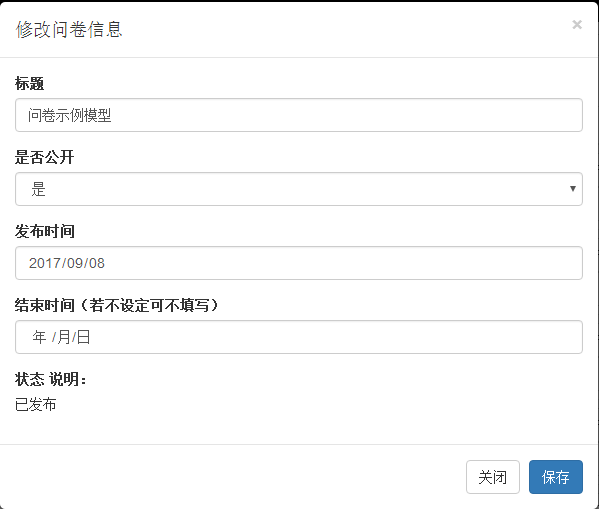 修改问卷信息
×
标题
问卷示例模型
是否公开
是
发布时间
2017/09/08
结束时间（若不设定可不填写）
年 /月/日
状态 说明：
已发布
关闭 保存